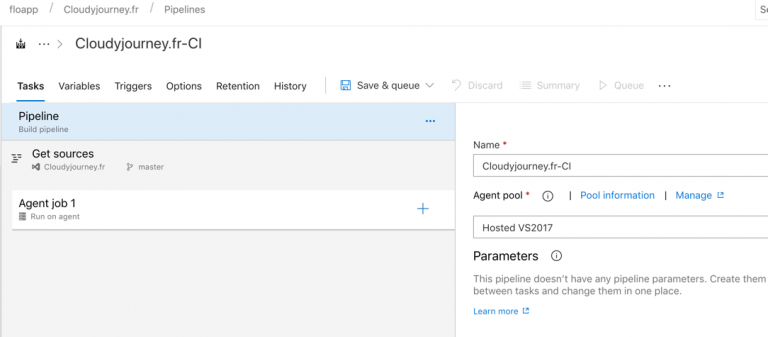 floapp / Cloudyjourney.fr / Pipelines
··· > Cloudyjourney.fr-CI
Tasks Variables Triggers Options Retention History Save & queue Discard Summary Queue ···
Pipeline
Build pipeline
Get sources
Cloudyjourney.fr master
Agent job 1
Run on agent
Name *
Cloudyjourney.fr-CI
Agent pool * | Pool information | Manage
Hosted VS2017
Parameters
This pipeline doesn't have any pipeline parameters. Create them
between tasks and change them in one place.
Learn more